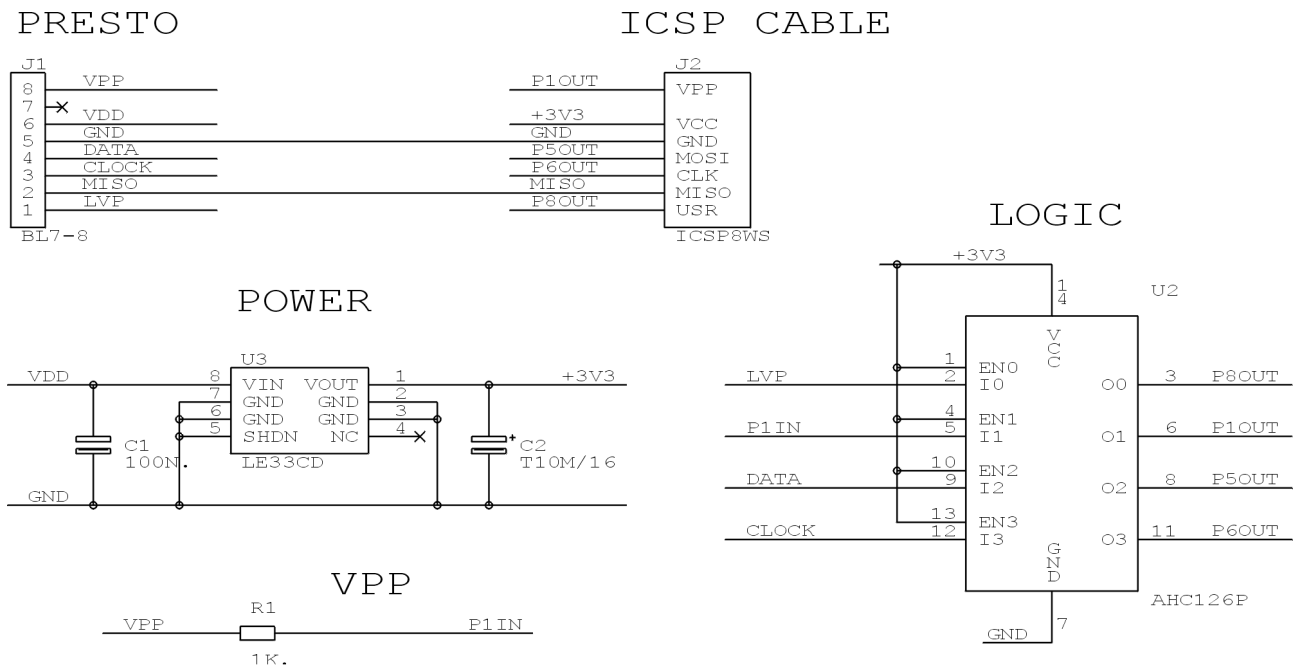 PRESTO
ICSP CABLE
J1
8 VPP
7
6 VDD
5 GND
4 DATA
3 CLOCK
2 MISO
1 LVP
BL7-8
J2
P1OUT VPP
+3V3 VCC
GND GND
P5OUT MOSI
P6OUT CLK
MISO MISO
P8OUT USR
ICSP8WS
POWER
U3
VDD 8 VIN VOUT 1 +3V3
7 GND GND 2
6 GND GND 3
5 SHDN NC 4
C1
100N.
LE33CD
C2
T10M/16
GND
VPP
R1
VPP P1IN
1K.
LOGIC
+3V3
14
U2
VCC
1 EN0
LVP 2 I0 O0 3 P8OUT
4 EN1
P1IN 5 I1 O1 6 P1OUT
10 EN2
DATA 9 I2 O2 8 P5OUT
13 EN3
CLOCK 12 I3 O3 11 P6OUT
GND
AHC126P
GND 7